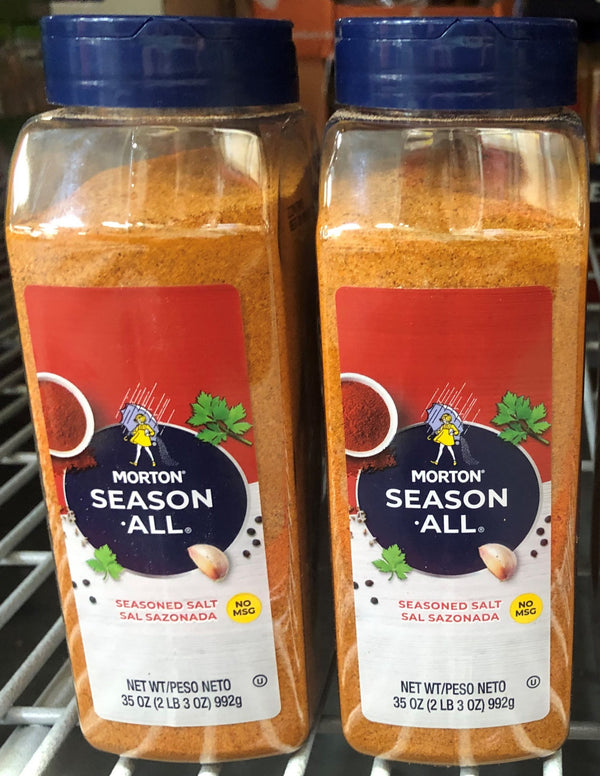 MORTON®
SEASON
·ALL®
SEASONED SALT
SAL SAZONADA
NO
MSG
NET WT/PESO NETO
35 OZ (2 LB 3 OZ) 992g
U
MORTON®
SEASON
·ALL®
SEASONED SALT
SAL SAZONADA
NO
MSG
NET WT/PESO NETO
35 OZ (2 LB 3 OZ) 992g
U